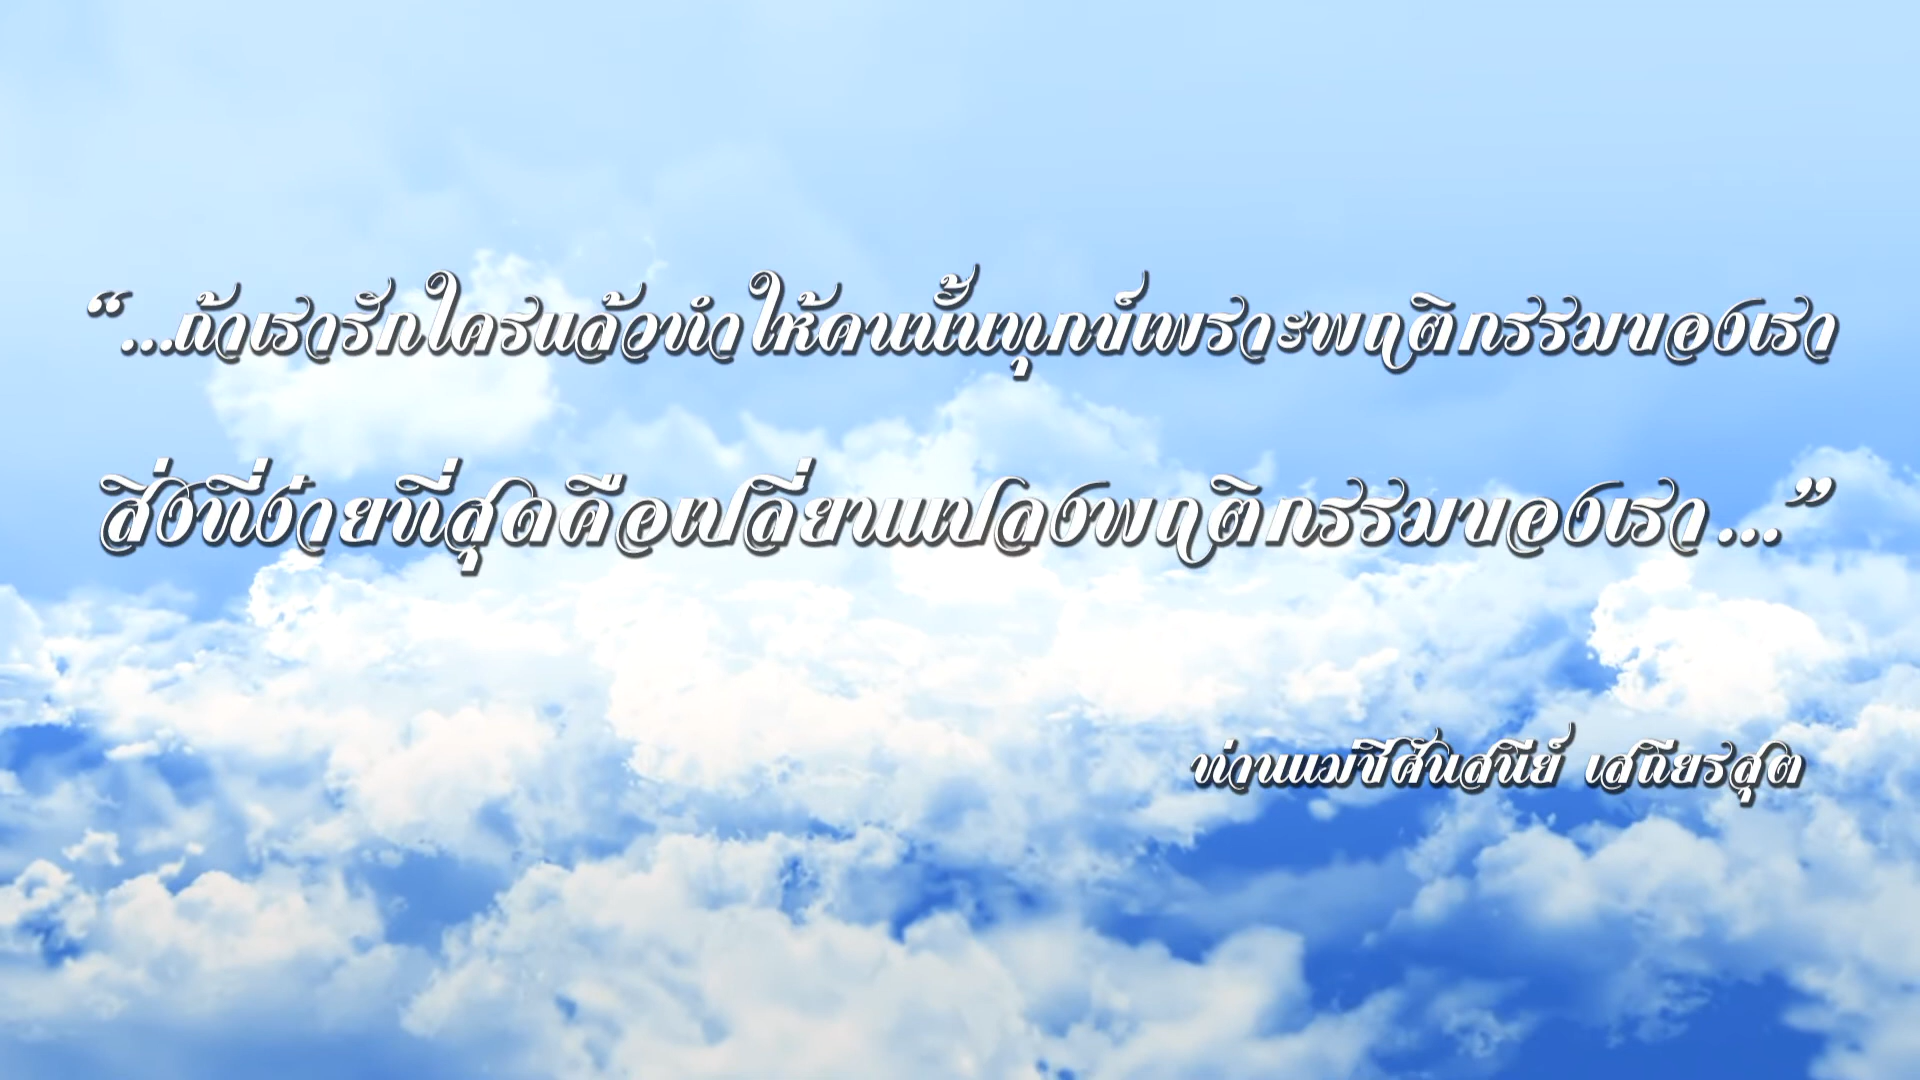 “...ถ้าเรารักใครแล้วทำให้คนนั้นทุกข์เพราะพฤติกรรมของเรา
สิ่งที่ง่ายที่สุดคือเปลี่ยนแปลงพฤติกรรมของเรา...”
ท่านแม่ชีศันสนีย์ เสถียรสุต